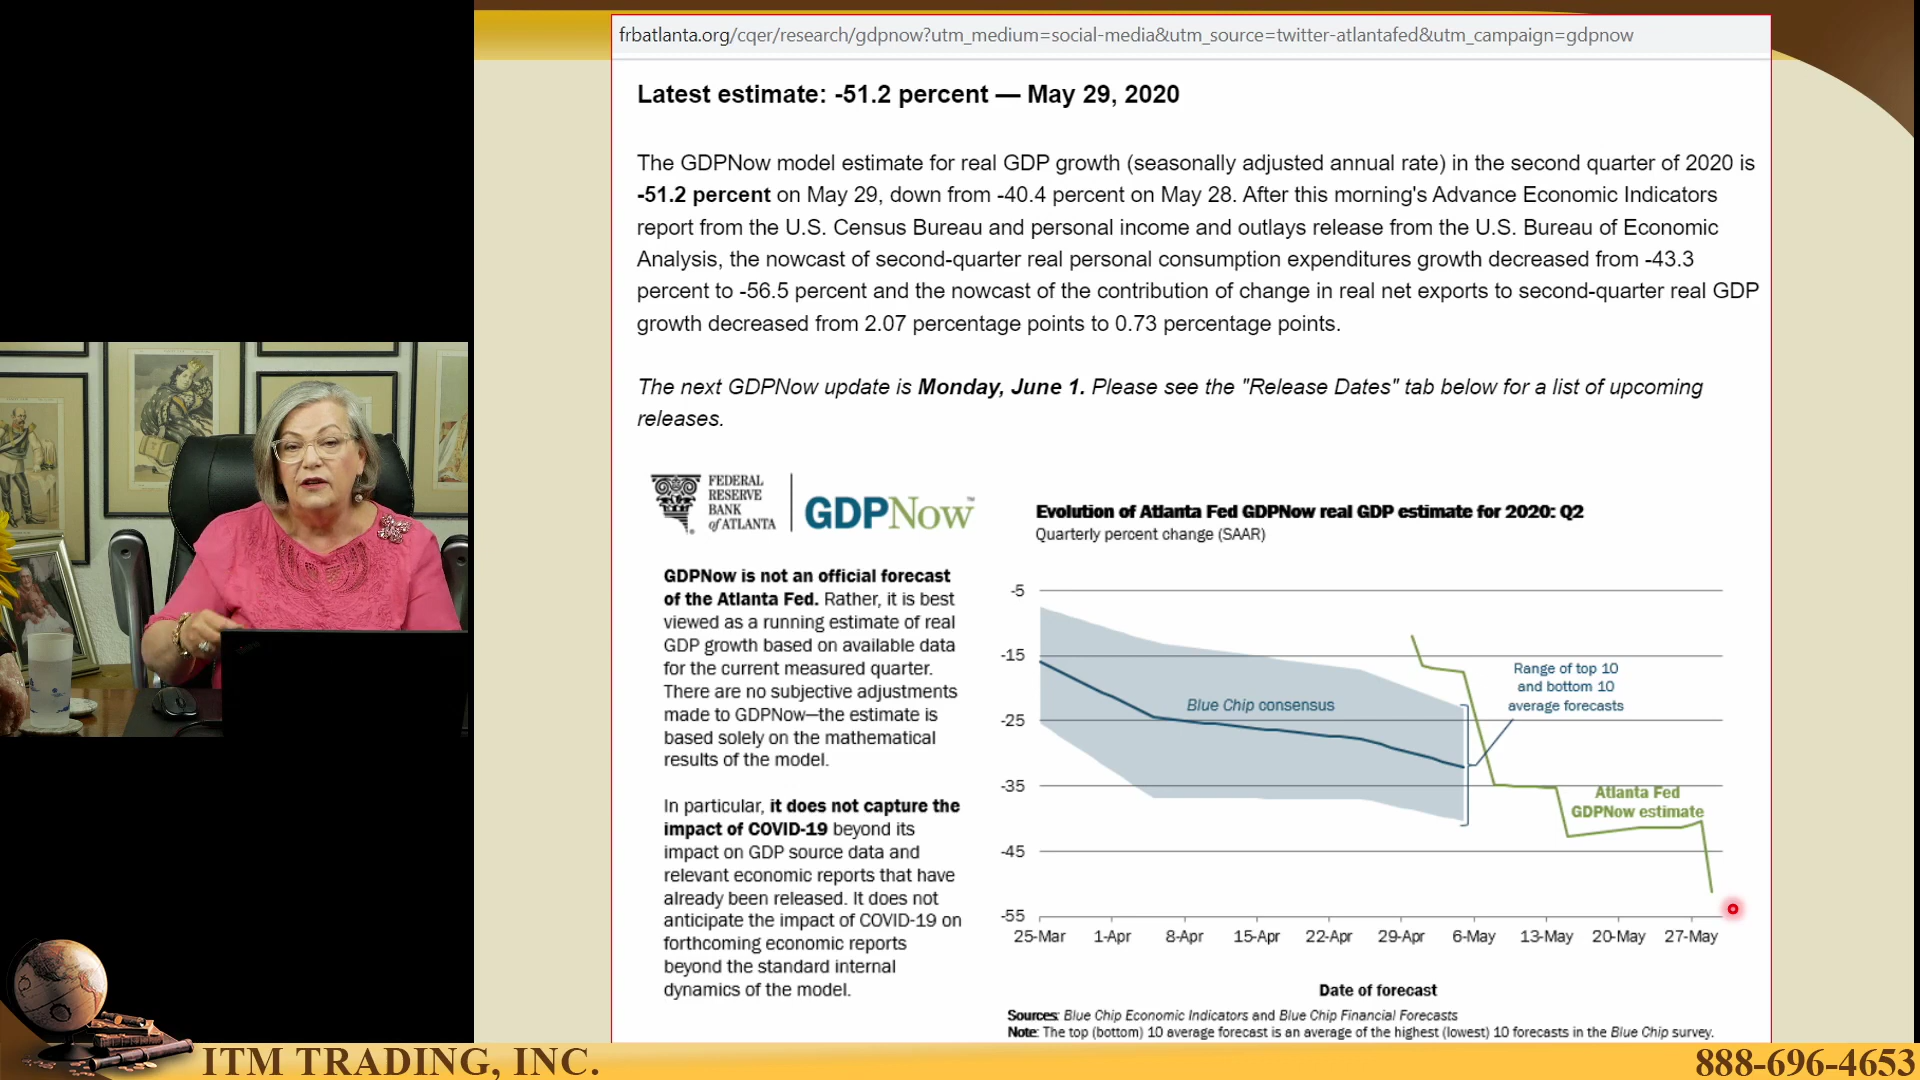 frbatlanta.org/cqer/research/gdpnow?utm_medium=social-media&utm_source=twitter-atlantafed&utm_campaign=gdpnow
Latest estimate: -51.2 percent — May 29, 2020
The GDPNow model estimate for real GDP growth (seasonally adjusted annual rate) in the second quarter of 2020 is
-51.2 percent on May 29, down from -40.4 percent on May 28. After this morning's Advance Economic Indicators
report from the U.S. Census Bureau and personal income and outlays release from the U.S. Bureau of Economic
Analysis, the nowcast of second-quarter real personal consumption expenditures growth decreased from -43.3
percent to -56.5 percent and the nowcast of the contribution of change in real net exports to second-quarter real GDP
growth decreased from 2.07 percentage points to 0.73 percentage points.
The next GDPNow update is Monday, June 1. Please see the "Release Dates" tab below for a list of upcoming
releases.
FEDERAL
RESERVE
BANK
of ATLANTA
GDPNow™
GDPNow is not an official forecast
of the Atlanta Fed. Rather, it is best
viewed as a running estimate of real
GDP growth based on available data
for the current measured quarter.
There are no subjective adjustments
made to GDPNow—the estimate is
based solely on the mathematical
results of the model.
In particular, it does not capture the
impact of COVID-19 beyond its
impact on GDP source data and
relevant economic reports that have
already been released. It does not
anticipate the impact of COVID-19 on
forthcoming economic reports
beyond the standard internal
dynamics of the model.
Evolution of Atlanta Fed GDPNow real GDP estimate for 2020: Q2
Quarterly percent change (SAAR)
-5
-15
-25
-35
-45
-55
Blue Chip consensus
Range of top 10
and bottom 10
average forecasts
Atlanta Fed
GDPNow estimate
25-Mar 1-Apr 8-Apr 15-Apr 22-Apr 29-Apr 6-May 13-May 20-May 27-May
Date of forecast
Sources: Blue Chip Economic Indicators and Blue Chip Financial Forecasts
Note: The top (bottom) 10 average forecast is an average of the highest (lowest) 10 forecasts in the Blue Chip survey.
ITM TRADING, INC.
888-696-4653